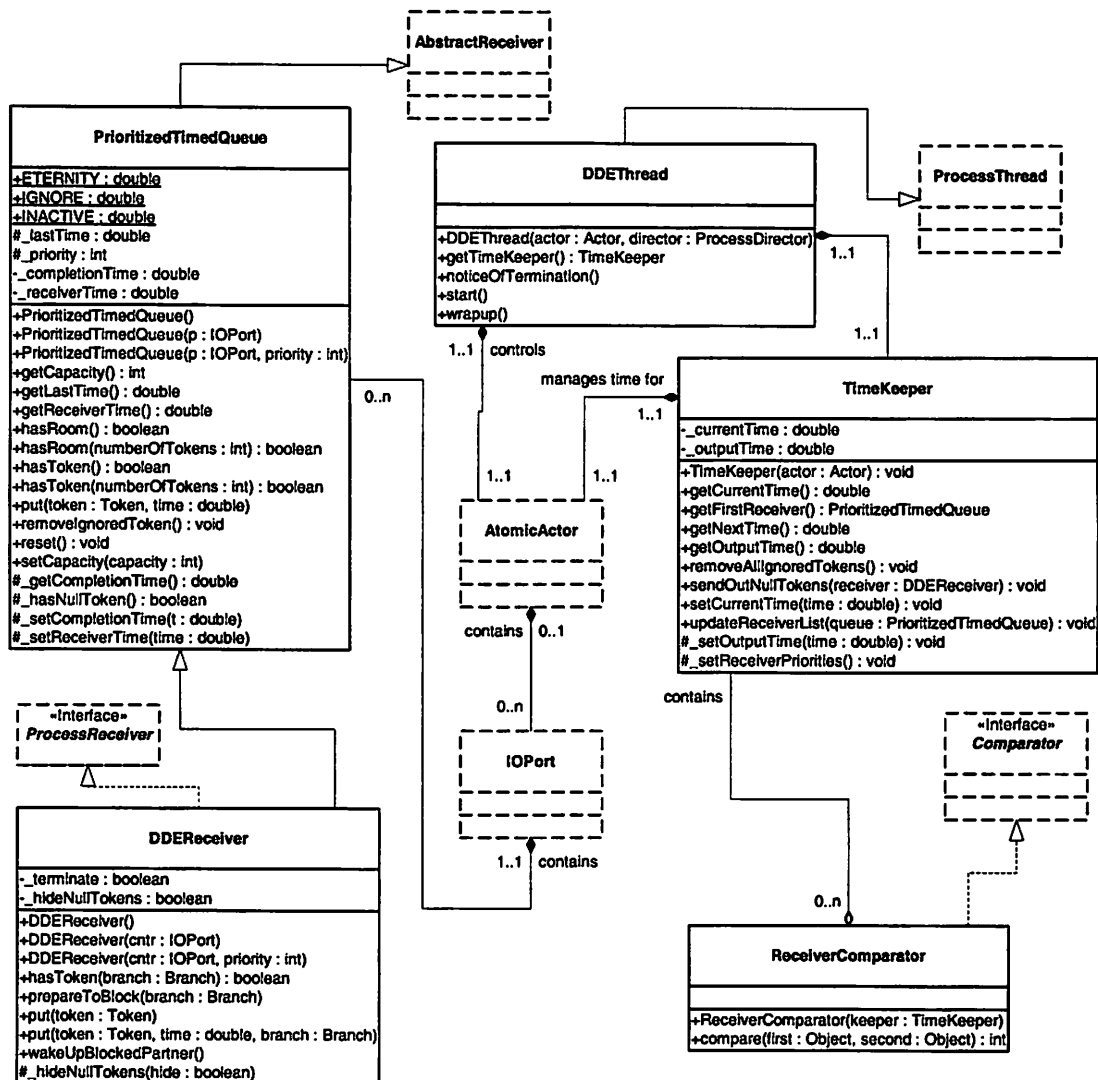 AbstractReceiver
PrioritizedTimedQueue
+ETERNITY : double
+IGNORE : double
+INACTIVE : double
#_lastTime : double
#_priority : int
-_completionTime : double
-_receiverTime : double
+PrioritizedTimedQueue()
+PrioritizedTimedQueue(p : IOPort)
+PrioritizedTimedQueue(p : IOPort, priority : int)
+getCapacity() : int
+getLastTime() : double
+getReceiverTime() : double
+hasRoom() : boolean
+hasRoom(numberOfTokens : int) : boolean
+hasToken() : boolean
+hasToken(numberOfTokens : int) : boolean
+put(token : Token, time : double)
+removeIgnoredToken() : void
+reset() : void
+setCapacity(capacity : int)
#_getCompletionTime() : double
#_hasNullToken() : boolean
#_setCompletionTime(t : double)
#_setReceiverTime(time : double)
DDEThread
+DDEThread(actor : Actor, director : ProcessDirector)
+getTimeKeeper() : TimeKeeper
+noticeOfTermination()
+start()
+wrapup()
ProcessThread
1..1
1..1
1..1 controls
manages time for
1..1
0..n
1..1
1..1
TimeKeeper
-_currentTime : double
-_outputTime : double
+TimeKeeper(actor : Actor) : void
+getCurrentTime() : double
+getFirstReceiver() : PrioritizedTimedQueue
+getNextTime() : double
+getOutputTime() : double
+removeAllIgnoredTokens() : void
+sendOutNullTokens(receiver : DDEReceiver) : void
+setCurrentTime(time : double) : void
+updateReceiverList(queue : PrioritizedTimedQueue) : void
#_setOutputTime(time : double) : void
#_setReceiverPriorities() : void
AtomicActor
contains 0..1
0..n
IOPort
1..1 contains
contains
0..n
«Interface»
ProcessReceiver
«Interface»
Comparator
DDEReceiver
-_terminate : boolean
-_hideNullTokens : boolean
+DDEReceiver()
+DDEReceiver(cntr : IOPort)
+DDEReceiver(cntr : IOPort, priority : int)
+hasToken(branch : Branch) : boolean
+prepareToBlock(branch : Branch)
+put(token : Token)
+put(token : Token, time : double, branch : Branch)
+wakeUpBlockedPartner()
#_hideNullTokens(hide : boolean)
ReceiverComparator
+ReceiverComparator(keeper : TimeKeeper)
+compare(first : Object, second : Object) : int